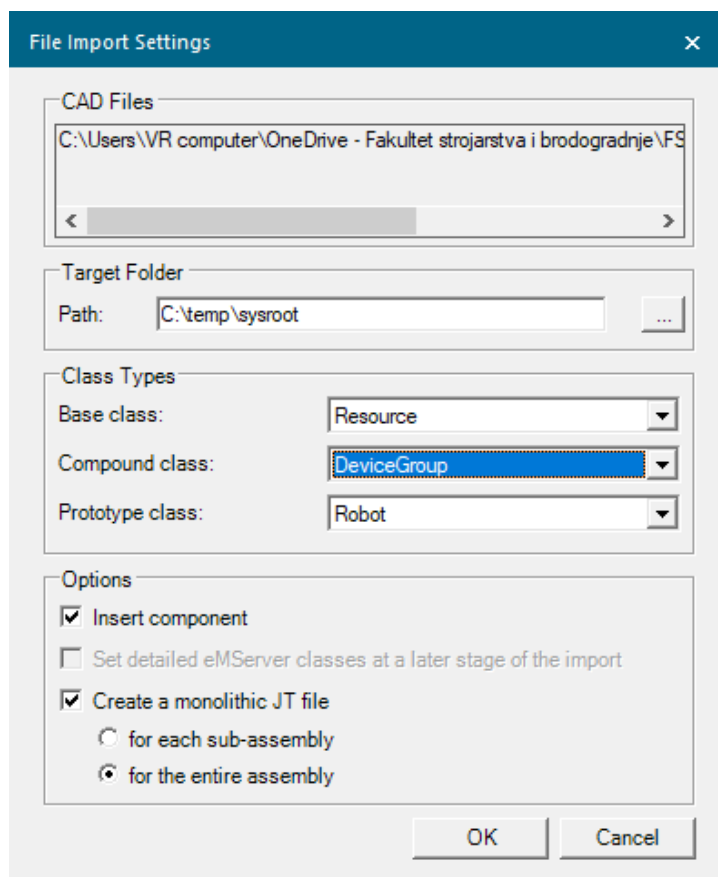 File Import Settings
CAD Files
C:\Users\VR computer\OneDrive - Fakultet strojarstva i brodogradnje\FS
Target Folder
Path: C:\temp\sysroot ...
Class Types
Base class: Resource
Compound class: DeviceGroup
Prototype class: Robot
Options
Insert component
Set detailed eMServer classes at a later stage of the import
Create a monolithic JT file
for each sub-assembly
for the entire assembly
OK Cancel